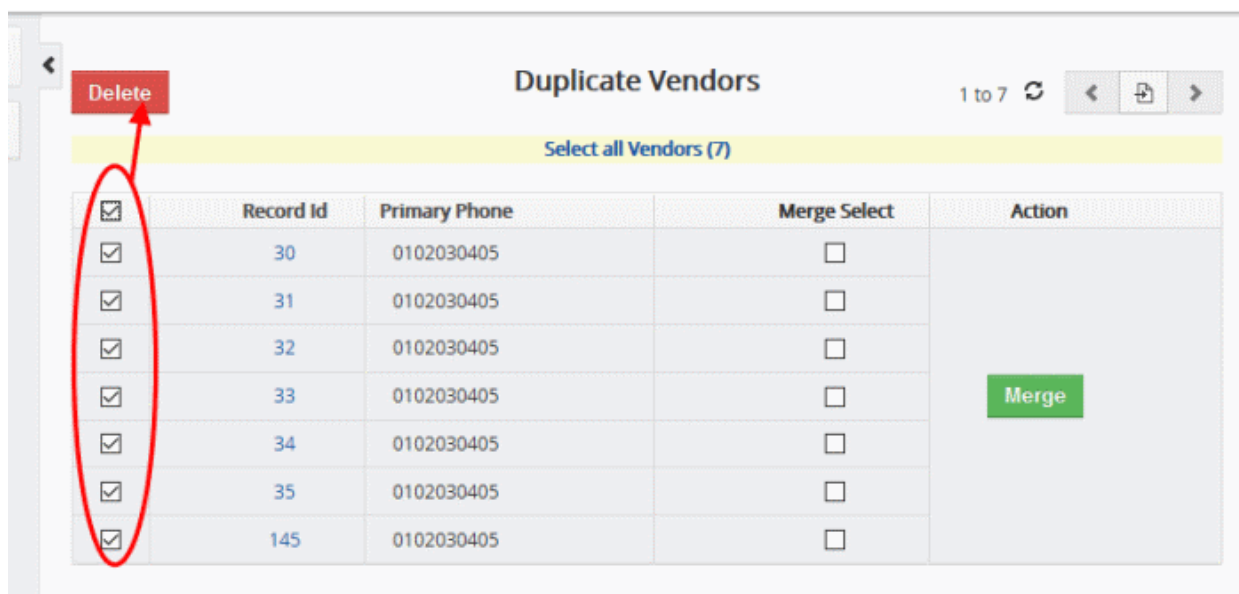 Delete Duplicate Vendors 1 to 7
Select all Vendors (7)
Record Id Primary Phone Merge Select Action
30 0102030405
31 0102030405
32 0102030405
33 0102030405 Merge
34 0102030405
35 0102030405
145 0102030405